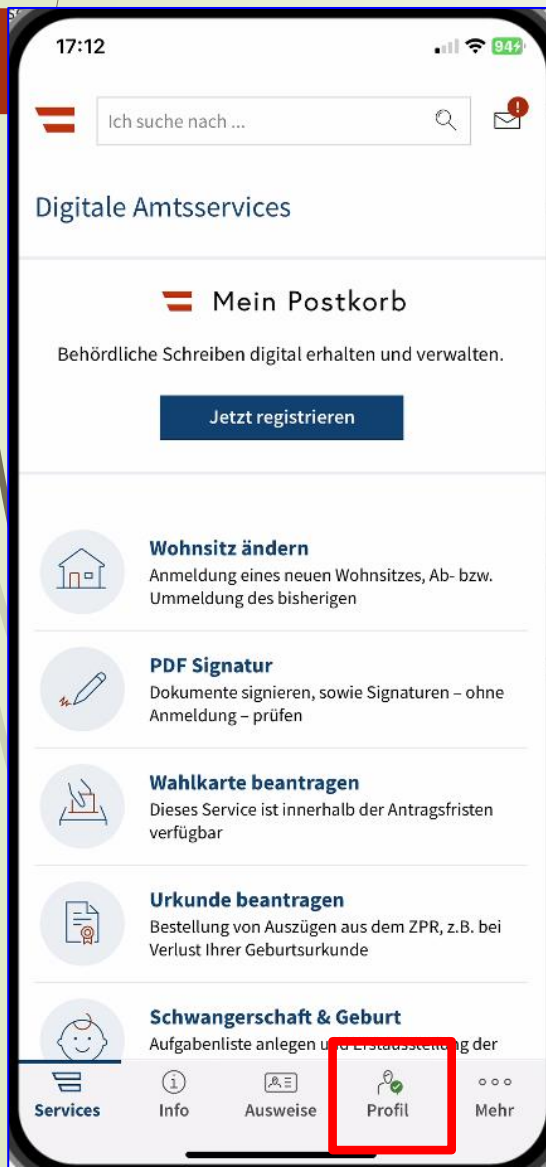 17:12
94
Ich suche nach ...
!
Digitale Amtsservices
Mein Postkorb
Behördliche Schreiben digital erhalten und verwalten.
Jetzt registrieren
Wohnsitz ändern
Anmeldung eines neuen Wohnsitzes, Ab- bzw.
Ummeldung des bisherigen
PDF Signatur
Dokumente signieren, sowie Signaturen – ohne
Anmeldung – prüfen
Wahlkarte beantragen
Dieses Service ist innerhalb der Antragsfristen
verfügbar
Urkunde beantragen
Bestellung von Auszügen aus dem ZPR, z.B. bei
Verlust Ihrer Geburtsurkunde
Schwangerschaft & Geburt
Aufgabenliste anlegen und Erstausstellung der
Services
Info
Ausweise
Profil
Mehr